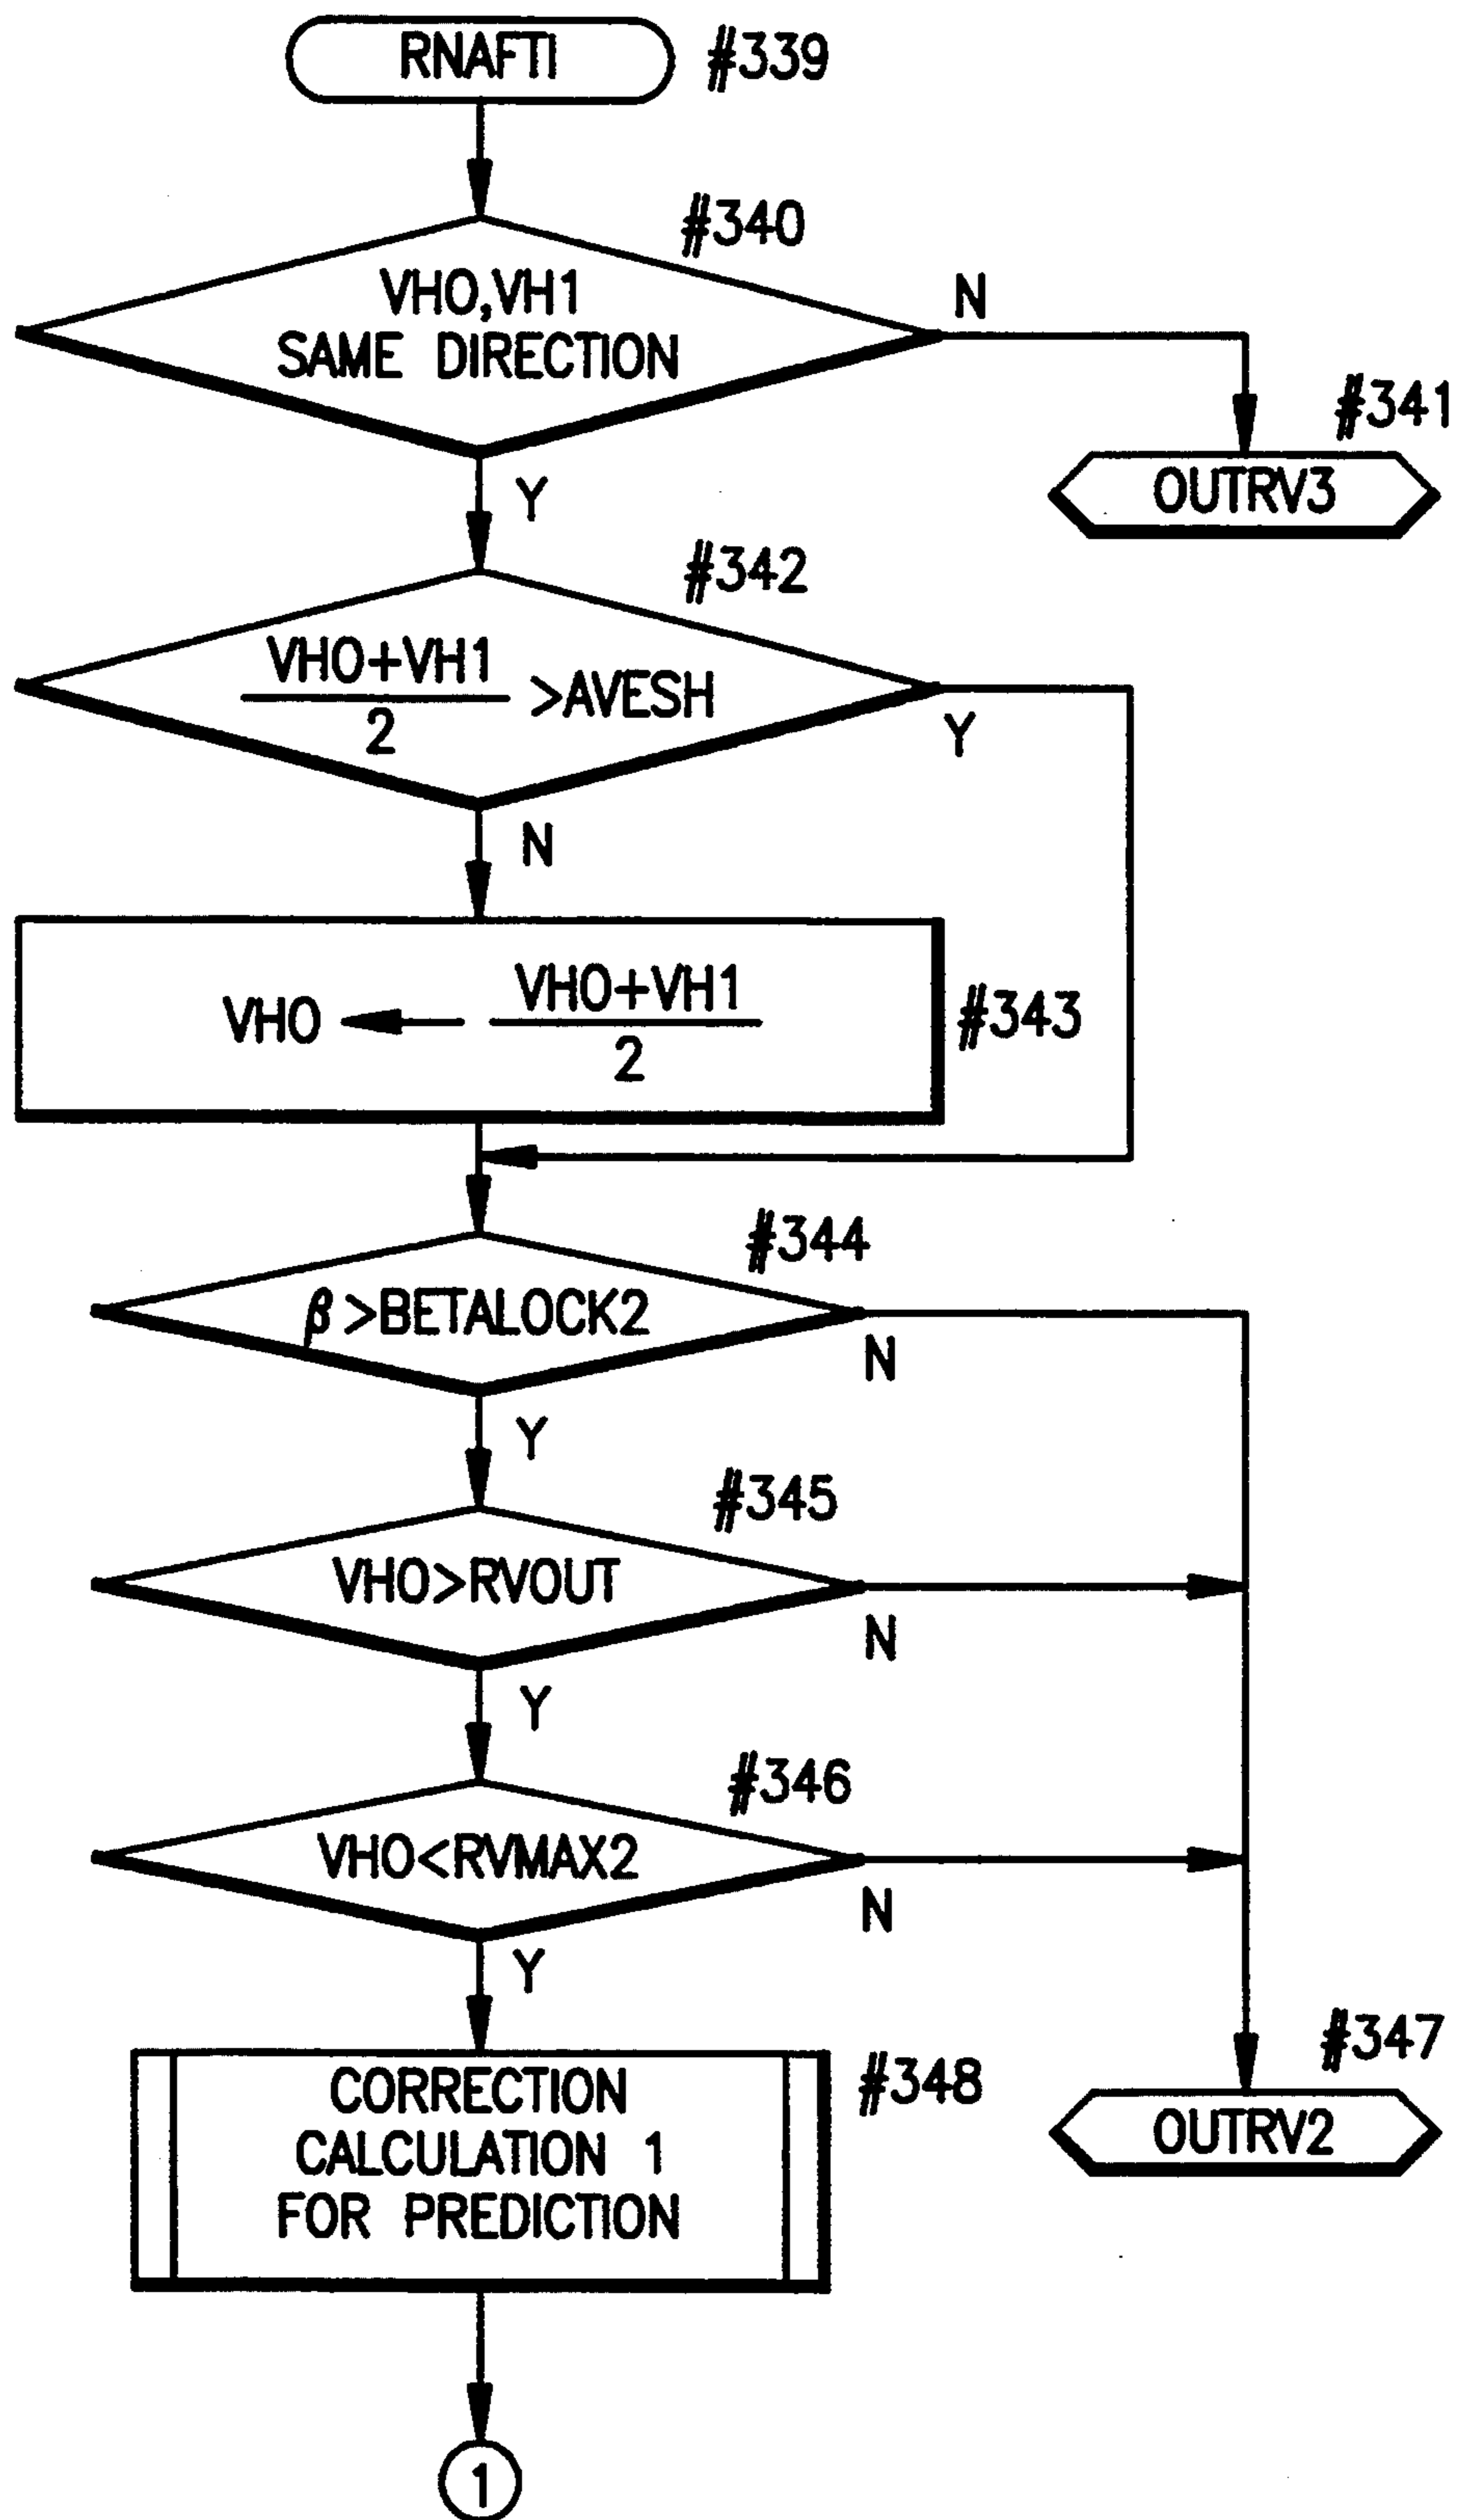 RNAFTI #339
#340
VHO,VH1
SAME DIRECTION
N
#341
OUTRV3
Y
#342
VHO+VH1
2
>AVESH
Y
N
VHO
VHO+VH1
2
#343
#344
β>BETALOCK2
N
Y
#345
VHO>RVOUT
N
Y
#346
VHO<RVMAX2
N
Y
#347
OUTRV2
#348
CORRECTION
CALCULATION 1
FOR PREDICTION
1